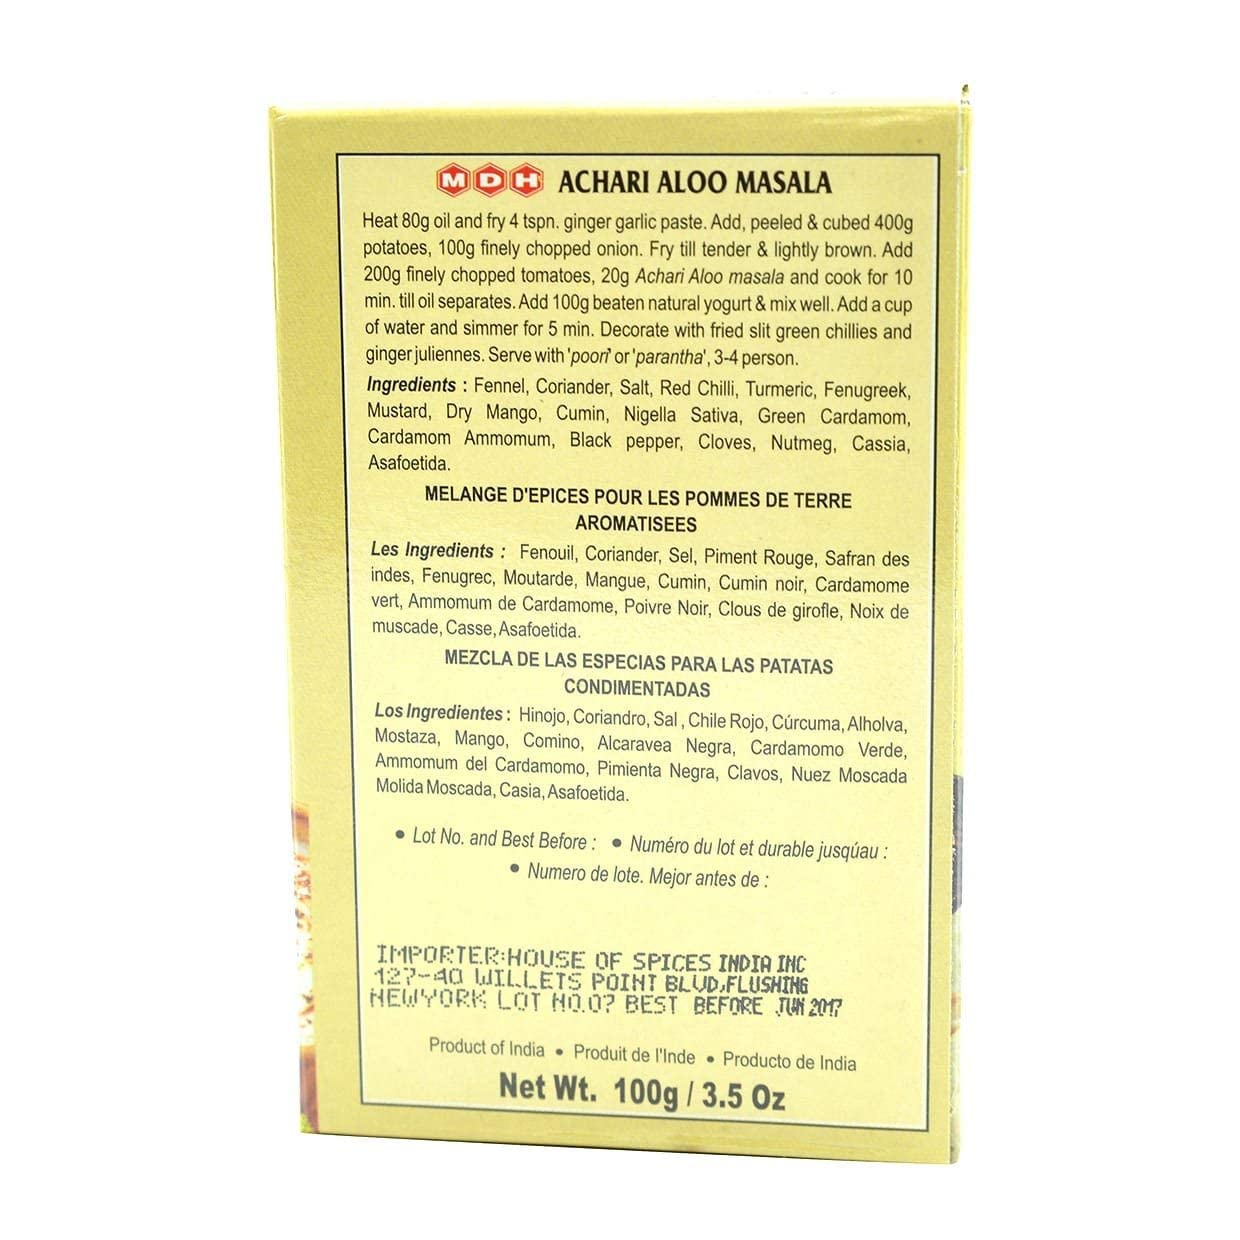 MDH ACHARI ALOO MASALA
Heat 80g oil and fry 4 tspn. ginger garlic paste. Add, peeled & cubed 400g
potatoes, 100g finely chopped onion. Fry till tender & lightly brown. Add
200g finely chopped tomatoes, 20g Achari Aloo masala and cook for 10
min. till oil separates. Add 100g beaten natural yogurt & mix well. Add a cup
of water and simmer for 5 min. Decorate with fried slit green chillies and
ginger juliennes. Serve with 'poori' or 'parantha', 3-4 person.
Ingredients : Fennel, Coriander, Salt, Red Chilli, Turmeric, Fenugreek,
Mustard, Dry Mango, Cumin, Nigella Sativa, Green Cardamom,
Cardamom Ammomum, Black pepper, Cloves, Nutmeg, Cassia,
Asafoetida.
MELANGE D'EPICES POUR LES POMMES DE TERRE
AROMATISEES
Les Ingredients : Fenouil, Coriander, Sel, Piment Rouge, Safran des
indes, Fenugrec, Moutarde, Mangue, Cumin, Cumin noir, Cardamome
vert, Ammomum de Cardamome, Poivre Noir, Clous de girofle, Noix de
muscade, Casse, Asafoetida.
MEZCLA DE LAS ESPECIAS PARA LAS PATATAS
CONDIMENTADAS
Los Ingredientes : Hinojo, Coriandro, Sal , Chile Rojo, Cúrcuma, Alholva,
Mostaza, Mango, Comino, Alcaravea Negra, Cardamomo Verde,
Ammomum del Cardamomo, Pimienta Negra, Clavos, Nuez Moscada
Molida Moscada, Casia, Asafoetida.
• Lot No. and Best Before : • Numéro du lot et durable jusqúau :
• Numero de lote. Mejor antes de :
IMPORTER:HOUSE OF SPICES INDIA INC
127-40 WILLETS POINT BLVD,FLUSHING
NEWYORK LOT NO.07 BEST BEFORE JUN 2017
Product of India • Produit de l'Inde • Producto de India
Net Wt. 100g / 3.5 Oz